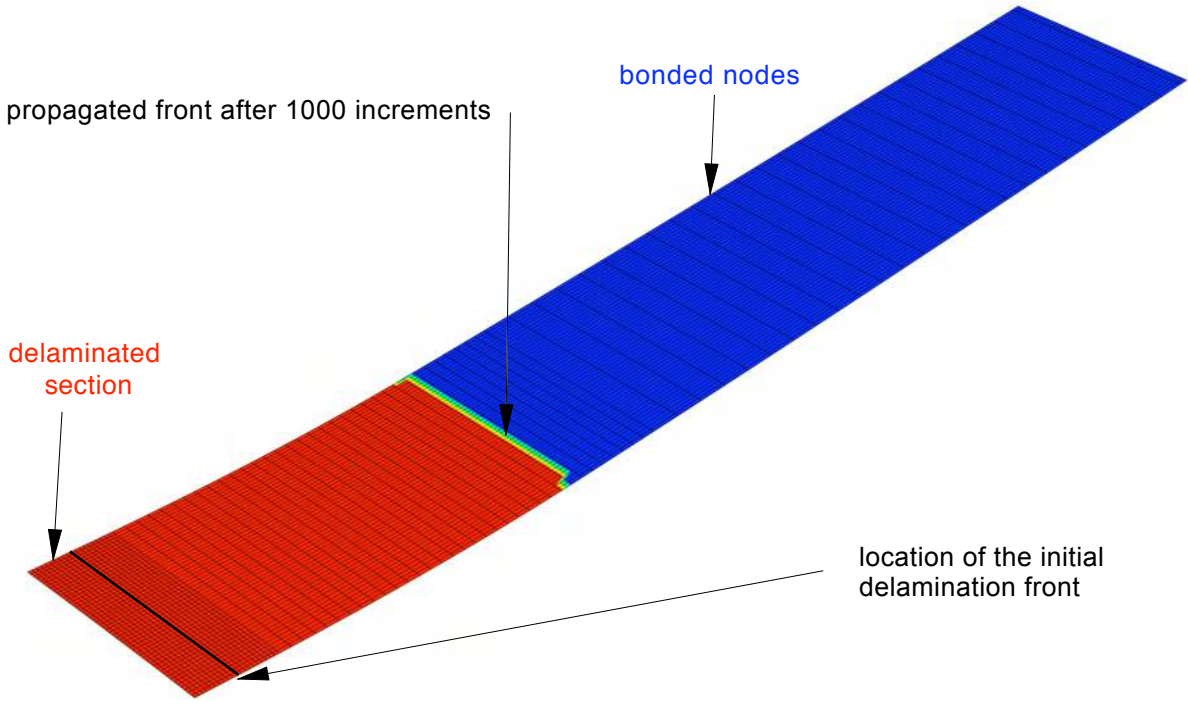 bonded nodes
propagated front after 1000 increments
delaminated
section
location of the initial
delamination front